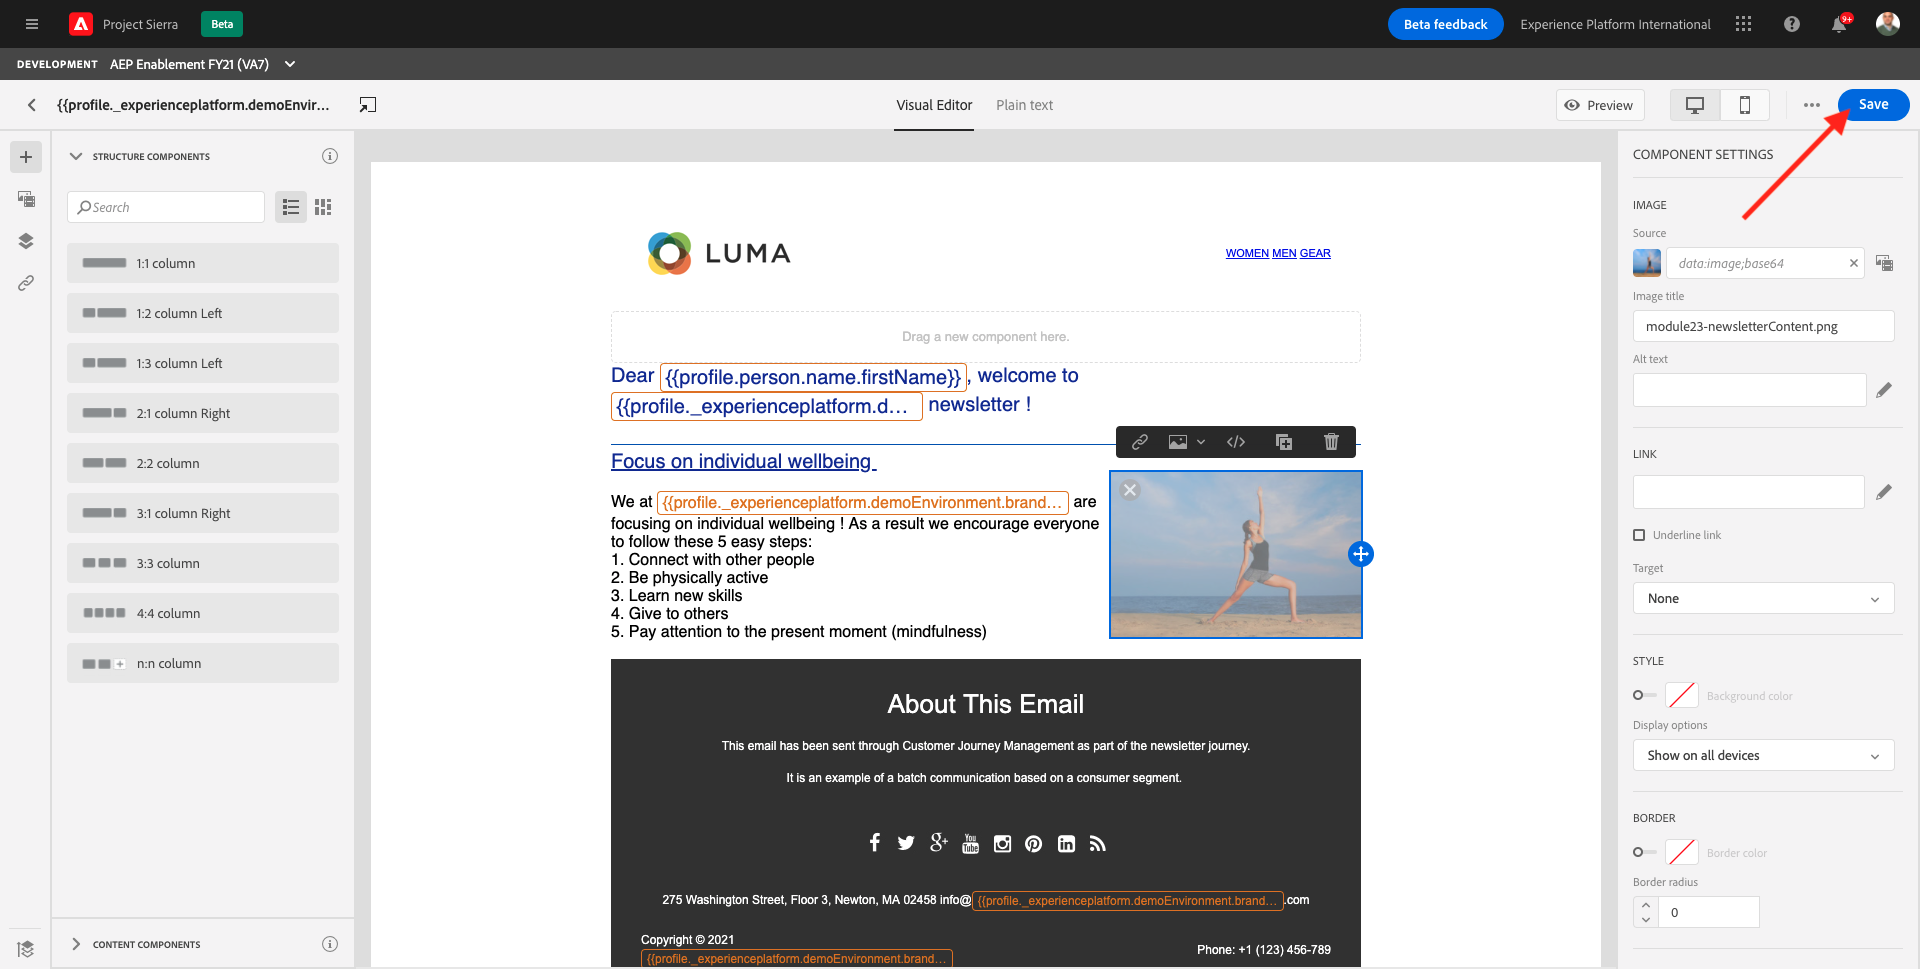 Project Sierra
Beta
Beta feedback
Experience Platform International
9+
DEVELOPMENT
AEP Enablement FY21 (VA7)
{{profile._experienceplatform.demoEnvir...
Visual Editor
Plain text
Preview
Save
STRUCTURE COMPONENTS
Search
1:1 column
1:2 column Left
1:3 column Left
2:1 column Right
2:2 column
3:1 column Right
3:3 column
4:4 column
n:n column
CONTENT COMPONENTS
LUMA
WOMEN MEN GEAR
Drag a new component here.
Dear {{profile.person.name.firstName}}, welcome to
{{profile._experienceplatform.d... newsletter !
Focus on individual wellbeing
We at {{profile._experienceplatform.demoEnvironment.brand... are
focusing on individual wellbeing ! As a result we encourage everyone
to follow these 5 easy steps:
1. Connect with other people
2. Be physically active
3. Learn new skills
4. Give to others
5. Pay attention to the present moment (mindfulness)
About This Email
This email has been sent through Customer Journey Management as part of the newsletter journey.
It is an example of a batch communication based on a consumer segment.
You
Tube
275 Washington Street, Floor 3, Newton, MA 02458 info@{{profile._experienceplatform.demoEnvironment.brand... .com
Copyright © 2021
{{profile._experienceplatform.demoEnvironment.brand...
Phone: +1 (123) 456-789
COMPONENT SETTINGS
IMAGE
Source
data:image;base64
Image title
module23-newsletterContent.png
Alt text
LINK
Underline link
Target
None
STYLE
Background color
Display options
Show on all devices
BORDER
Border color
Border radius
0